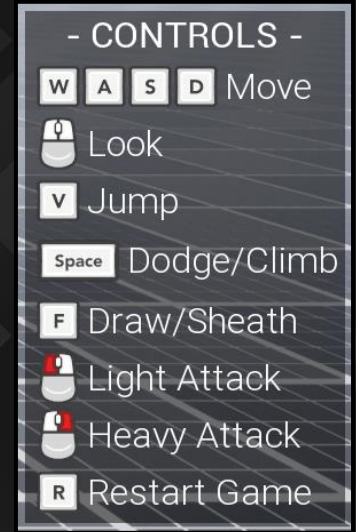 - CONTROLS -
W A S D Move
Look
V Jump
Space Dodge/Climb
F Draw/Sheath
Light Attack
Heavy Attack
R Restart Game